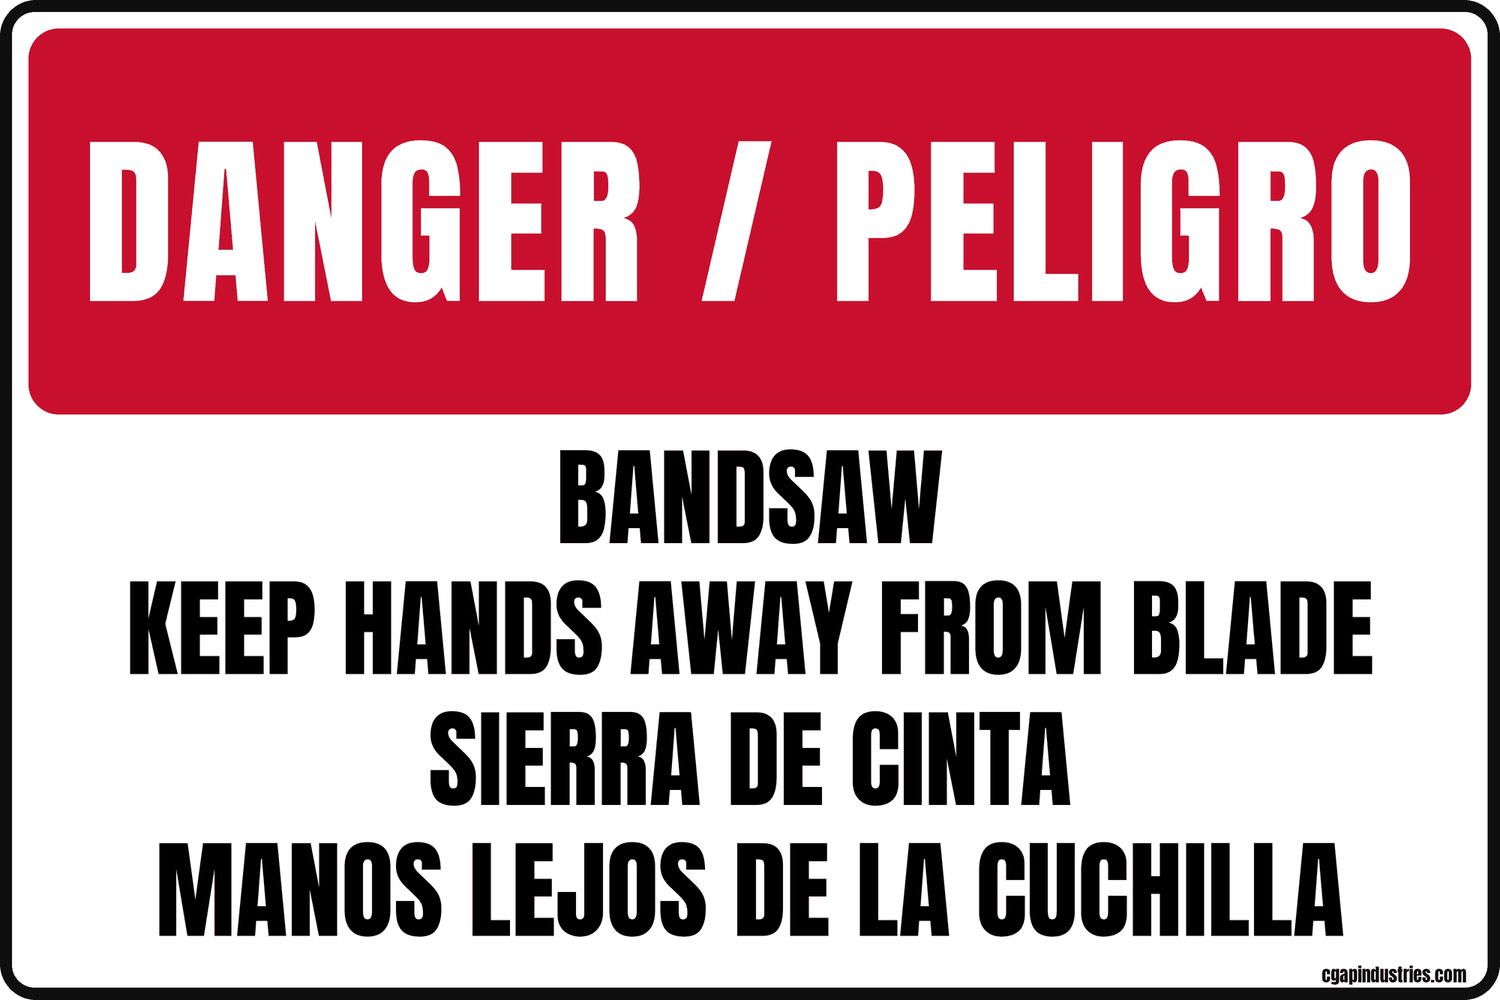 DANGER / PELIGRO
BANDSAW
KEEP HANDS AWAY FROM BLADE
SIERRA DE CINTA
MANOS LEJOS DE LA CUCHILLA
cgapindustries.com